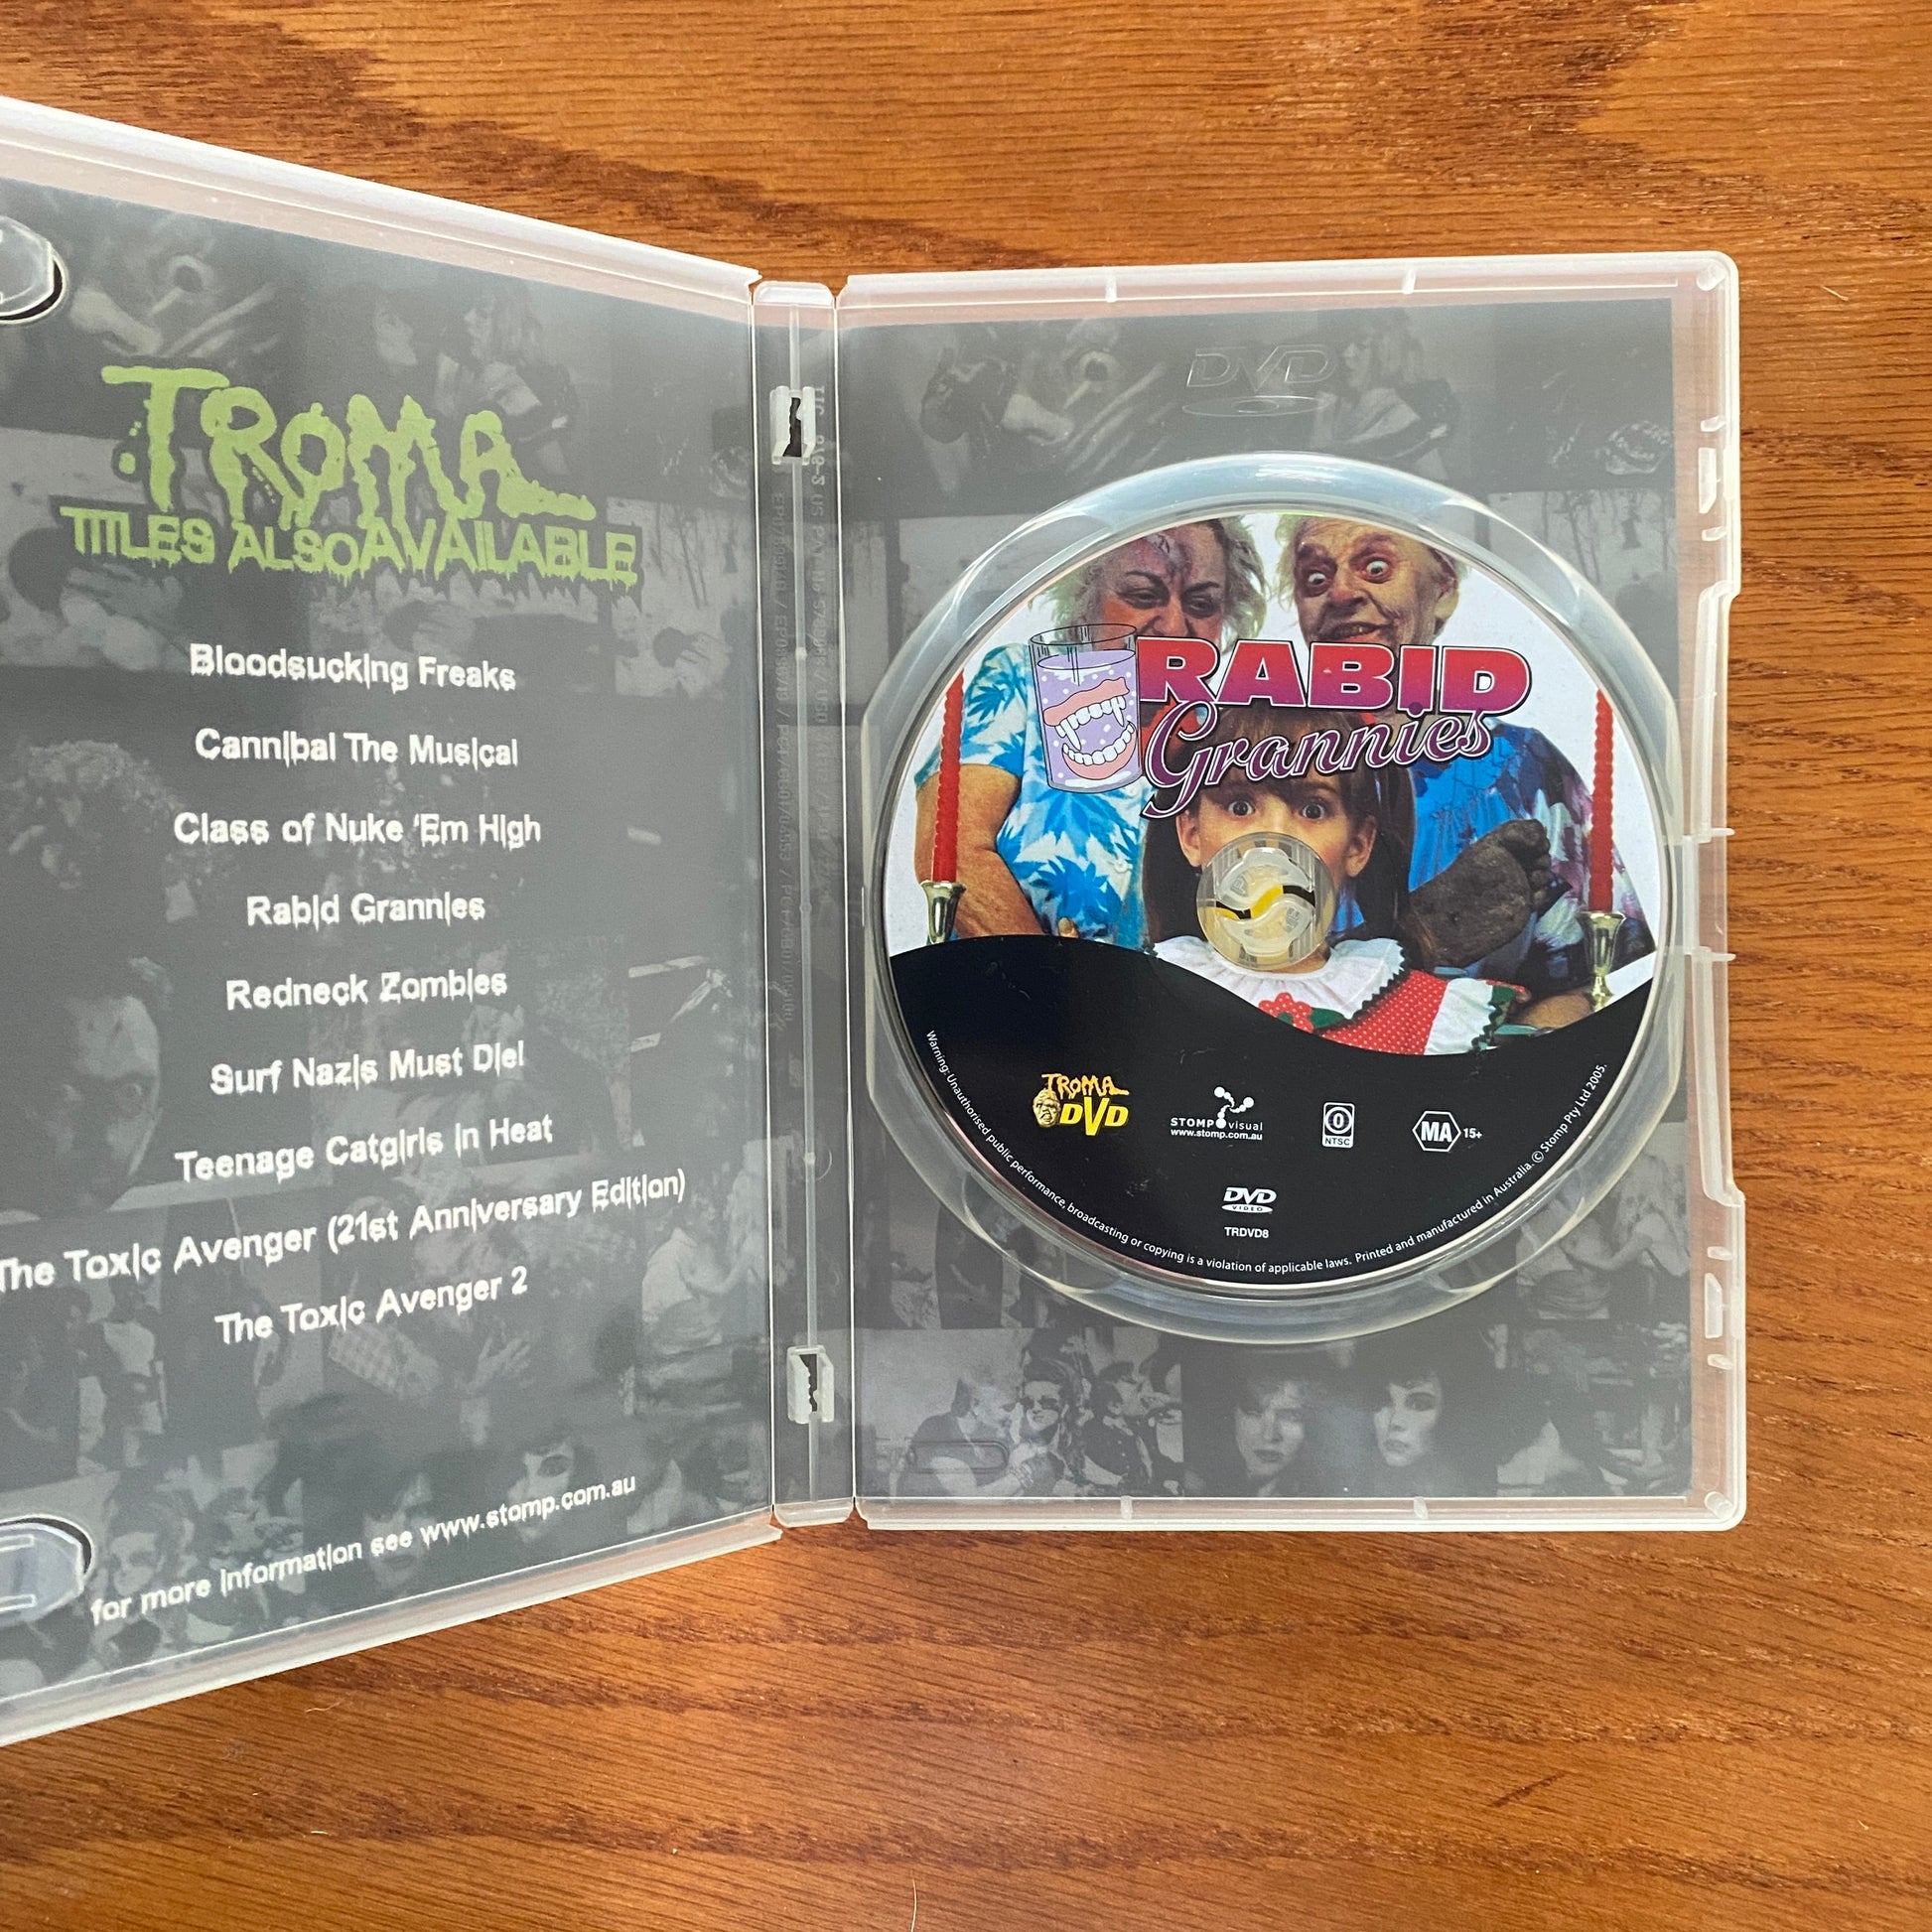 TROMA
TITLES ALSO AVAILABLE
Bloodsucking Freaks
Cannibal The Musical
Class of Nuke 'Em High
Rabid Grannies
Redneck Zombies
Surf Nazis Must Die!
Teenage Catgirls in Heat
The Toxic Avenger (21st Anniversary Edition)
The Toxic Avenger 2
for more information see www.stomp.com.au
DVD
RABID
Grannies
TROMA
DVD
STOMP visual
www.stomp.com.au
0
NTSC
MA 15+
DVD
VIDEO
TRDVD8
Warning: Unauthorised public performance, broadcasting or copying is a violation of applicable laws. Printed and manufactured in Australia. © Stomp Pty Ltd 2005.